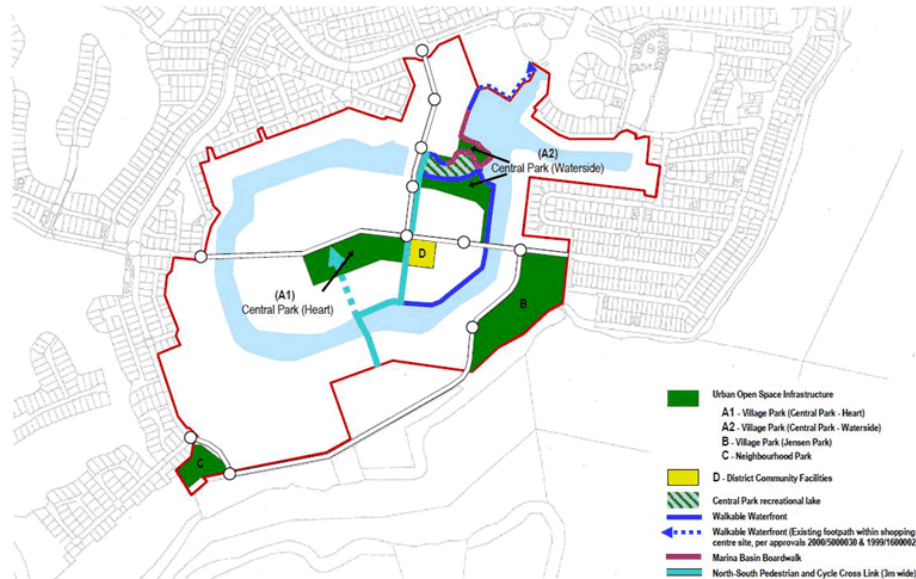 (A2)
Central Park (Waterside)
D
(A1)
Central Park (Heart)
B
C
Urban Open Space Infrastructure
A1 - Village Park (Central Park - Heart)
A2 - Village Park (Central Park - Waterside)
B - Village Park (Jensen Park)
C - Neighbourhood Park
D - District Community Facilities
Central Park recreational lake
Walkable Waterfront
Walkable Waterfront (Existing footpath within shopping
centre site, per approvals 2000/5000030 & 1999/1600002)
Marina Basin Boardwalk
North-South Pedestrian and Cycle Cross Link (3m wide)